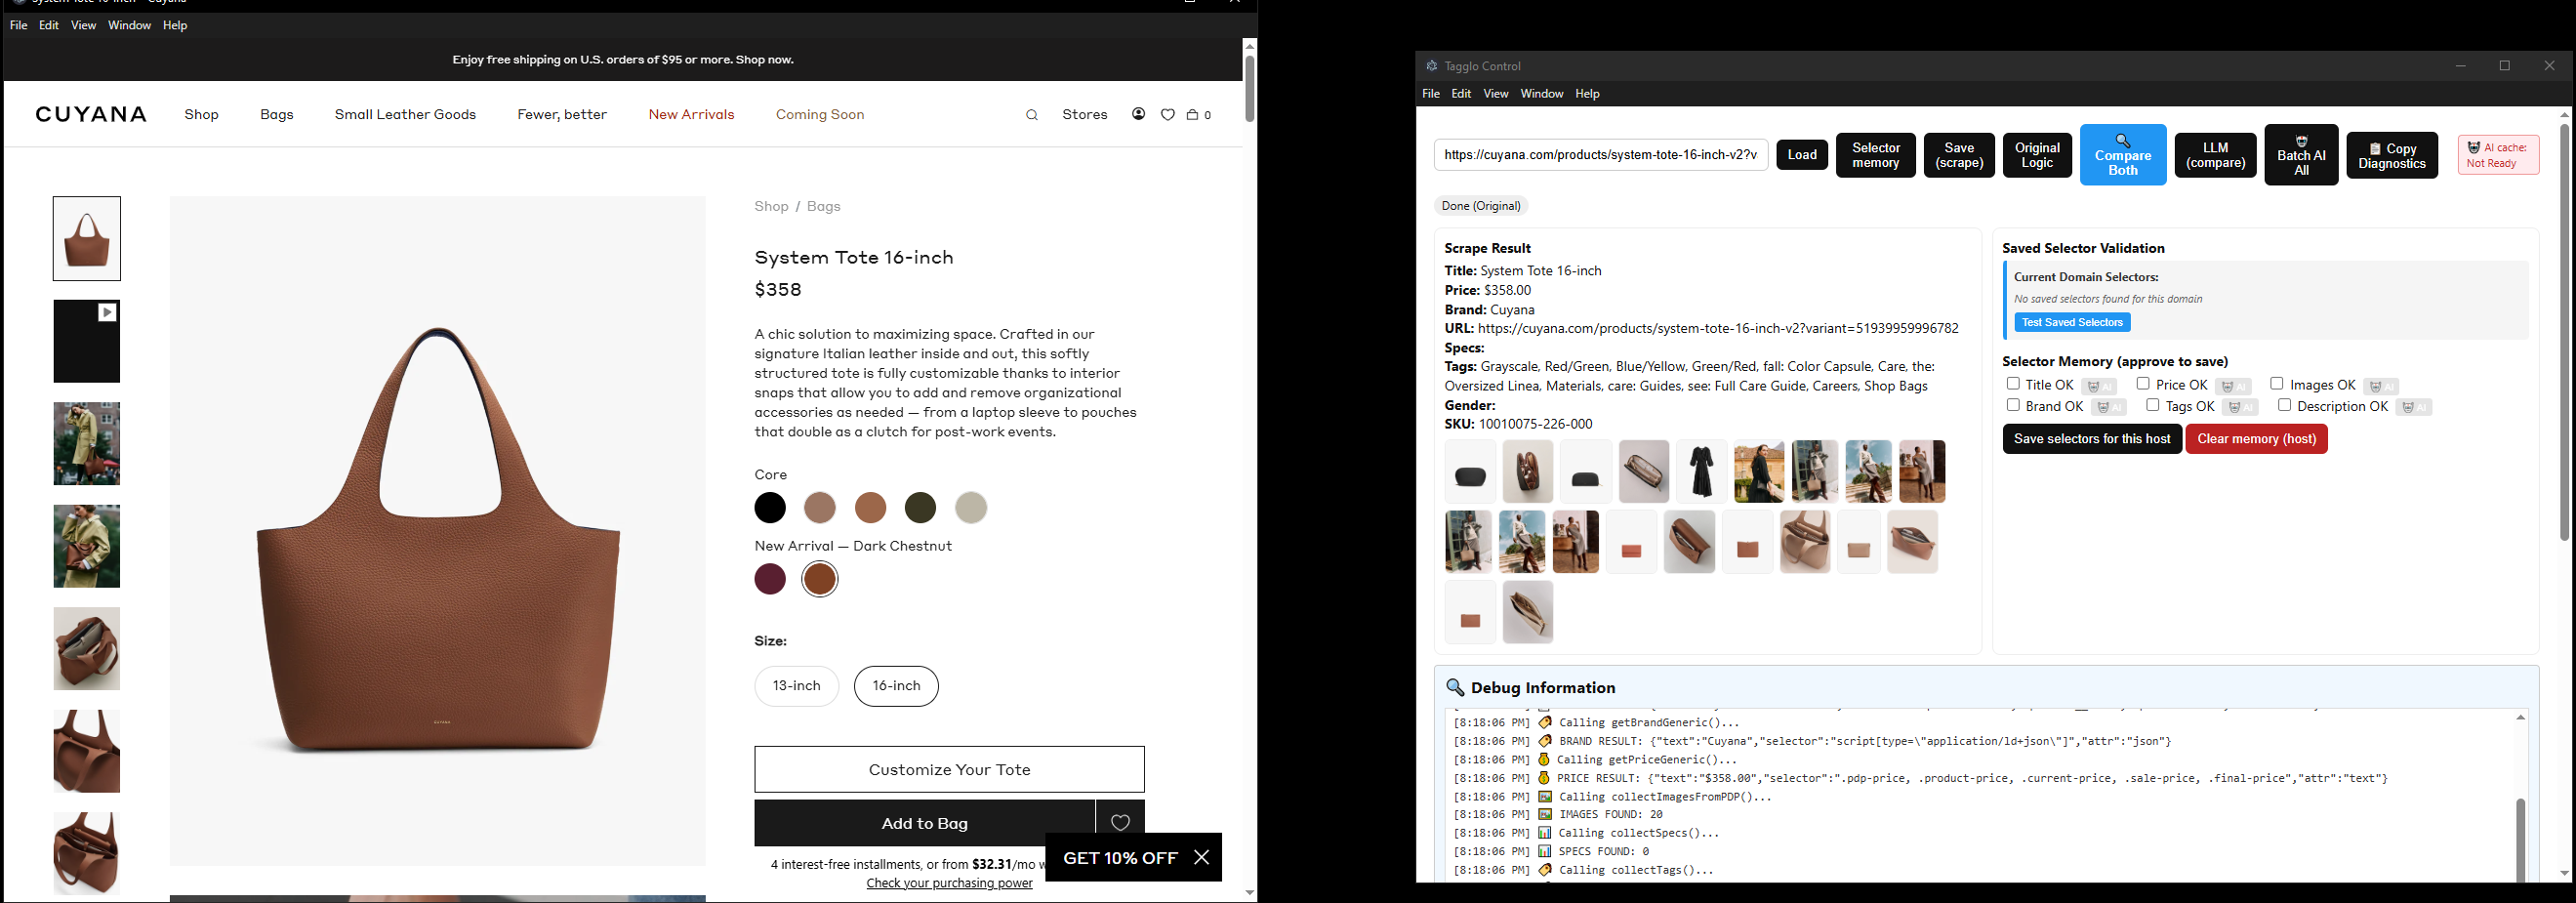 System Tote 16-inch - Cuyana
File Edit View Window Help
Enjoy free shipping on U.S. orders of $95 or more. Shop now.
CUYANA
Shop Bags Small Leather Goods Fewer, better New Arrivals Coming Soon
Stores 0
Shop / Bags
System Tote 16-inch
$358
A chic solution to maximizing space. Crafted in our
signature Italian leather inside and out, this softly
structured tote is fully customizable thanks to interior
snaps that allow you to add and remove organizational
accessories as needed — from a laptop sleeve to pouches
that double as a clutch for post-work events.
Core
New Arrival — Dark Chestnut
Size:
13-inch 16-inch
Customize Your Tote
Add to Bag
4 interest-free installments, or from $32.31/mo w
Check your purchasing power
GET 10% OFF
CUYANA
Tagglo Control
File Edit View Window Help
https://cuyana.com/products/system-tote-16-inch-v2?v
Load
Selector
memory
Save
(scrape)
Original
Logic
Compare
Both
LLM
(compare)
Batch AI
All
Copy
Diagnostics
AI cache:
Not Ready
Done (Original)
Scrape Result
Title: System Tote 16-inch
Price: $358.00
Brand: Cuyana
URL: https://cuyana.com/products/system-tote-16-inch-v2?variant=51939959996782
Specs:
Tags: Grayscale, Red/Green, Blue/Yellow, Green/Red, fall: Color Capsule, Care, the:
Oversized Linea, Materials, care: Guides, see: Full Care Guide, Careers, Shop Bags
Gender:
SKU: 10010075-226-000
Saved Selector Validation
Current Domain Selectors:
No saved selectors found for this domain
Test Saved Selectors
Selector Memory (approve to save)
Title OK AI Price OK AI Images OK AI
Brand OK AI Tags OK AI Description OK AI
Save selectors for this host Clear memory (host)
Debug Information
[8:18:06 PM] Calling getBrandGeneric()...
[8:18:06 PM] BRAND RESULT: {"text":"Cuyana","selector":"script[type=\"application/ld+json\"]","attr":"json"}
[8:18:06 PM] Calling getPriceGeneric()...
[8:18:06 PM] PRICE RESULT: {"text":"$358.00","selector":".pdp-price, .product-price, .current-price, .sale-price, .final-price","attr":"text"}
[8:18:06 PM] Calling collectImagesFromPDP()...
[8:18:06 PM] IMAGES FOUND: 20
[8:18:06 PM] Calling collectSpecs()...
[8:18:06 PM] SPECS FOUND: 0
[8:18:06 PM] Calling collectTags()...